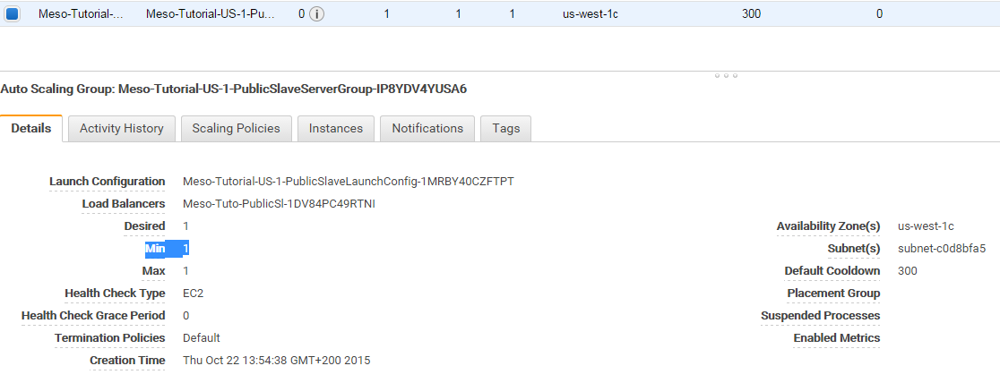 Meso-Tutorial-... Meso-Tutorial-US-1-Pu... 0 i 1 1 1 us-west-1c 300 0
Auto Scaling Group: Meso-Tutorial-US-1-PublicSlaveServerGroup-IP8YDV4YUSA6
Details Activity History Scaling Policies Instances Notifications Tags
Launch Configuration Meso-Tutorial-US-1-PublicSlaveLaunchConfig-1MRBY40CZFTPT
Load Balancers Meso-Tuto-PublicSl-1DV84PC49RTNI
Desired 1 Availability Zone(s) us-west-1c
Min 1 Subnet(s) subnet-c0d8bfa5
Max 1 Default Cooldown 300
Health Check Type EC2 Placement Group
Health Check Grace Period 0 Suspended Processes
Termination Policies Default Enabled Metrics
Creation Time Thu Oct 22 13:54:38 GMT+200 2015